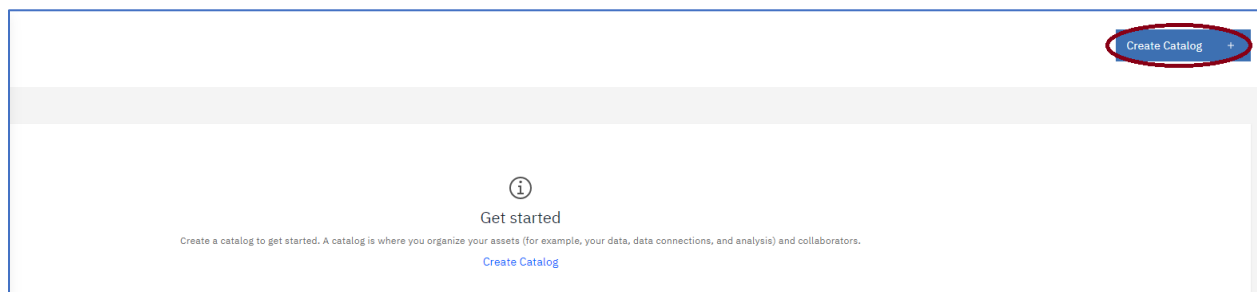 Create Catalog +
Get started
Create a catalog to get started. A catalog is where you organize your assets (for example, your data, data connections, and analysis) and collaborators.
Create Catalog